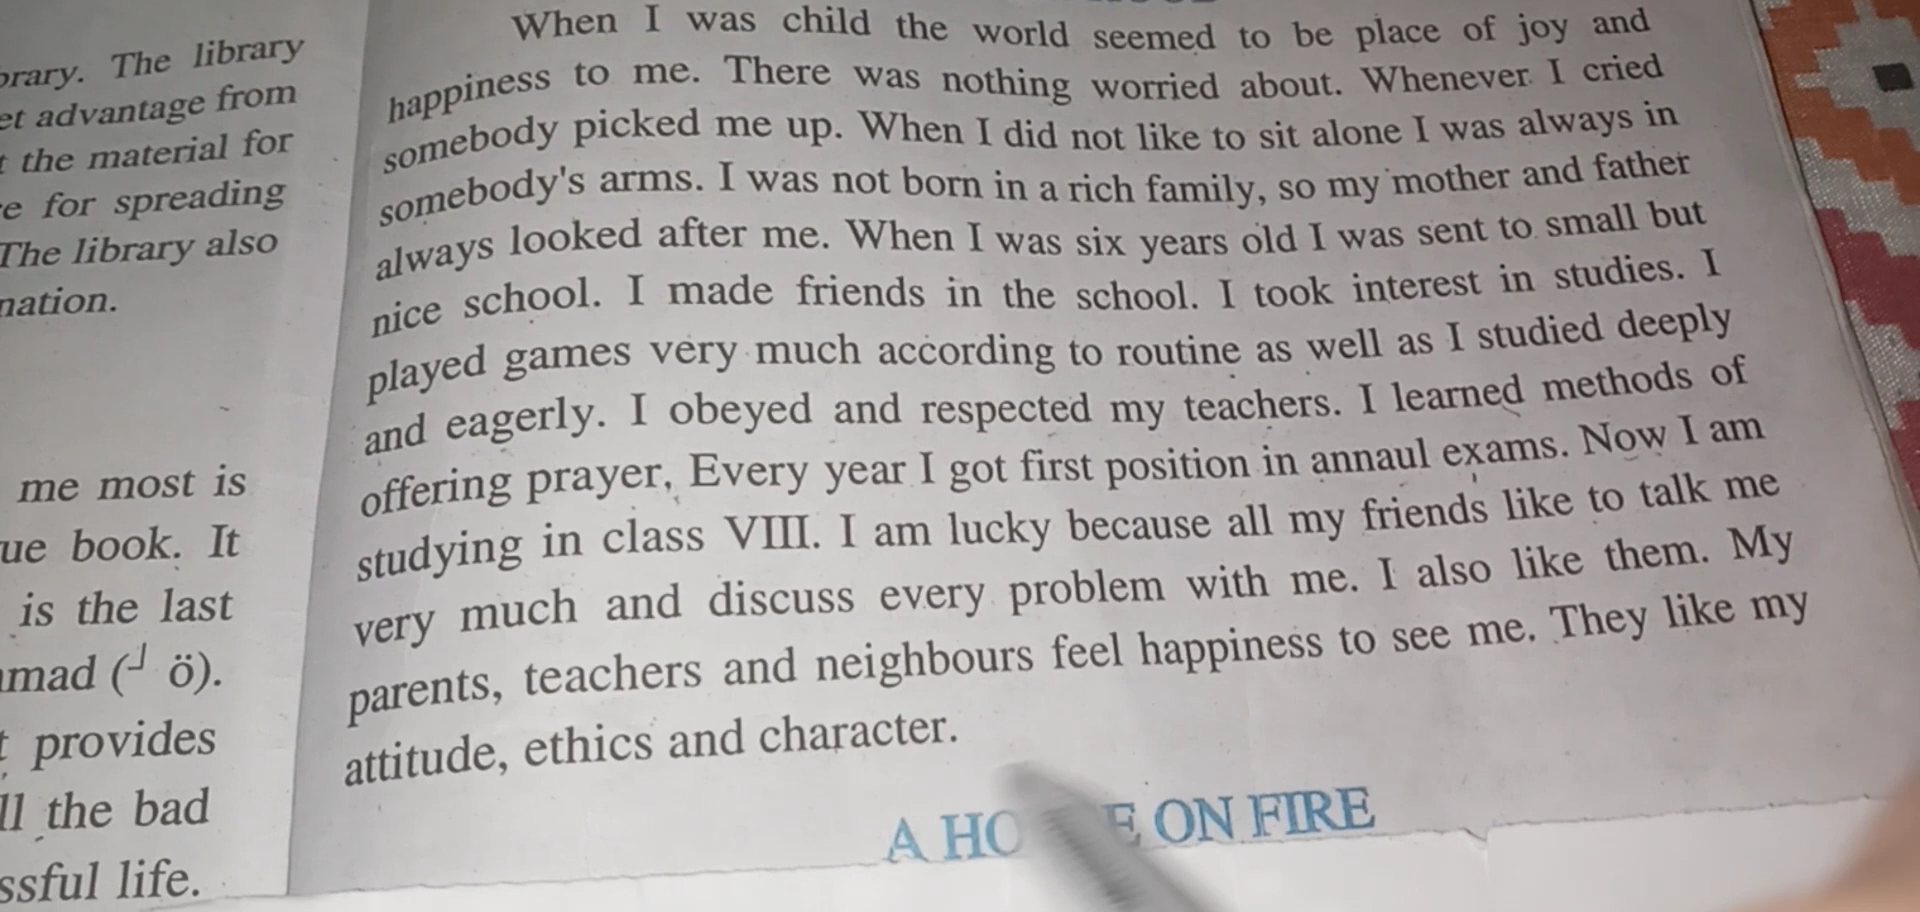 rary. The library
et advantage from
the material for
e for spreading
The library also
nation.
me most is
ue book. It
is the last
mad (┘ ö).
provides
ll the bad
ssful life.
When I was child the world seemed to be place of joy and
happiness to me. There was nothing worried about. Whenever I cried
somebody picked me up. When I did not like to sit alone I was always in
somebody's arms. I was not born in a rich family, so my mother and father
always looked after me. When I was six years old I was sent to small but
nice school. I made friends in the school. I took interest in studies. I
played games very much according to routine as well as I studied deeply
and eagerly. I obeyed and respected my teachers. I learned methods of
offering prayer, Every year I got first position in annaul exams. Now I am
studying in class VIII. I am lucky because all my friends like to talk me
very much and discuss every problem with me. I also like them. My
parents, teachers and neighbours feel happiness to see me. They like my
attitude, ethics and character.
A HO E ON FIRE